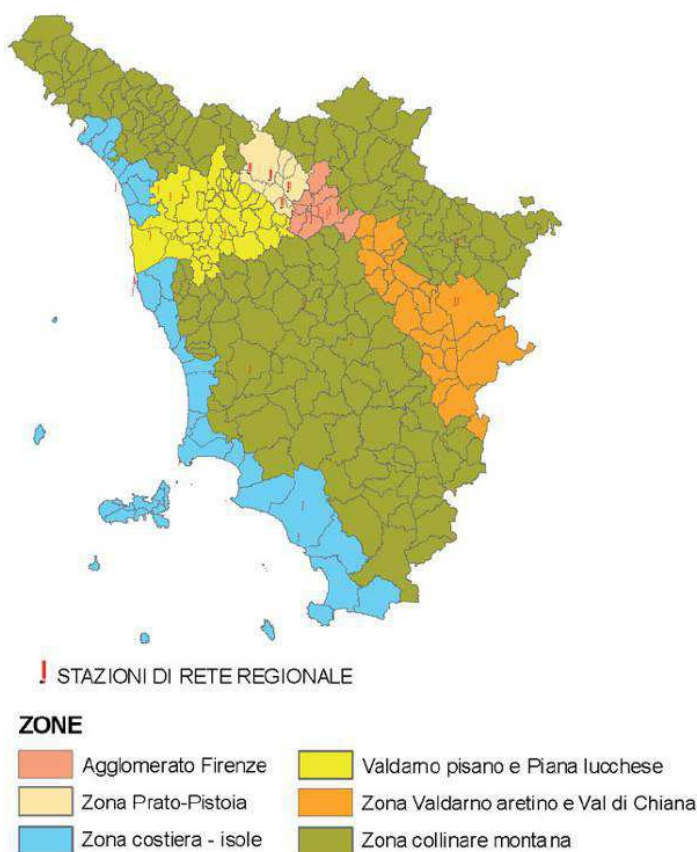 STAZIONI DI RETE REGIONALE
ZONE
Agglomerato Firenze
Valdarno pisano e Piana lucchese
Zona Prato-Pistoia
Zona Valdarno aretino e Val di Chiana
Zona costiera - isole
Zona collinare montana